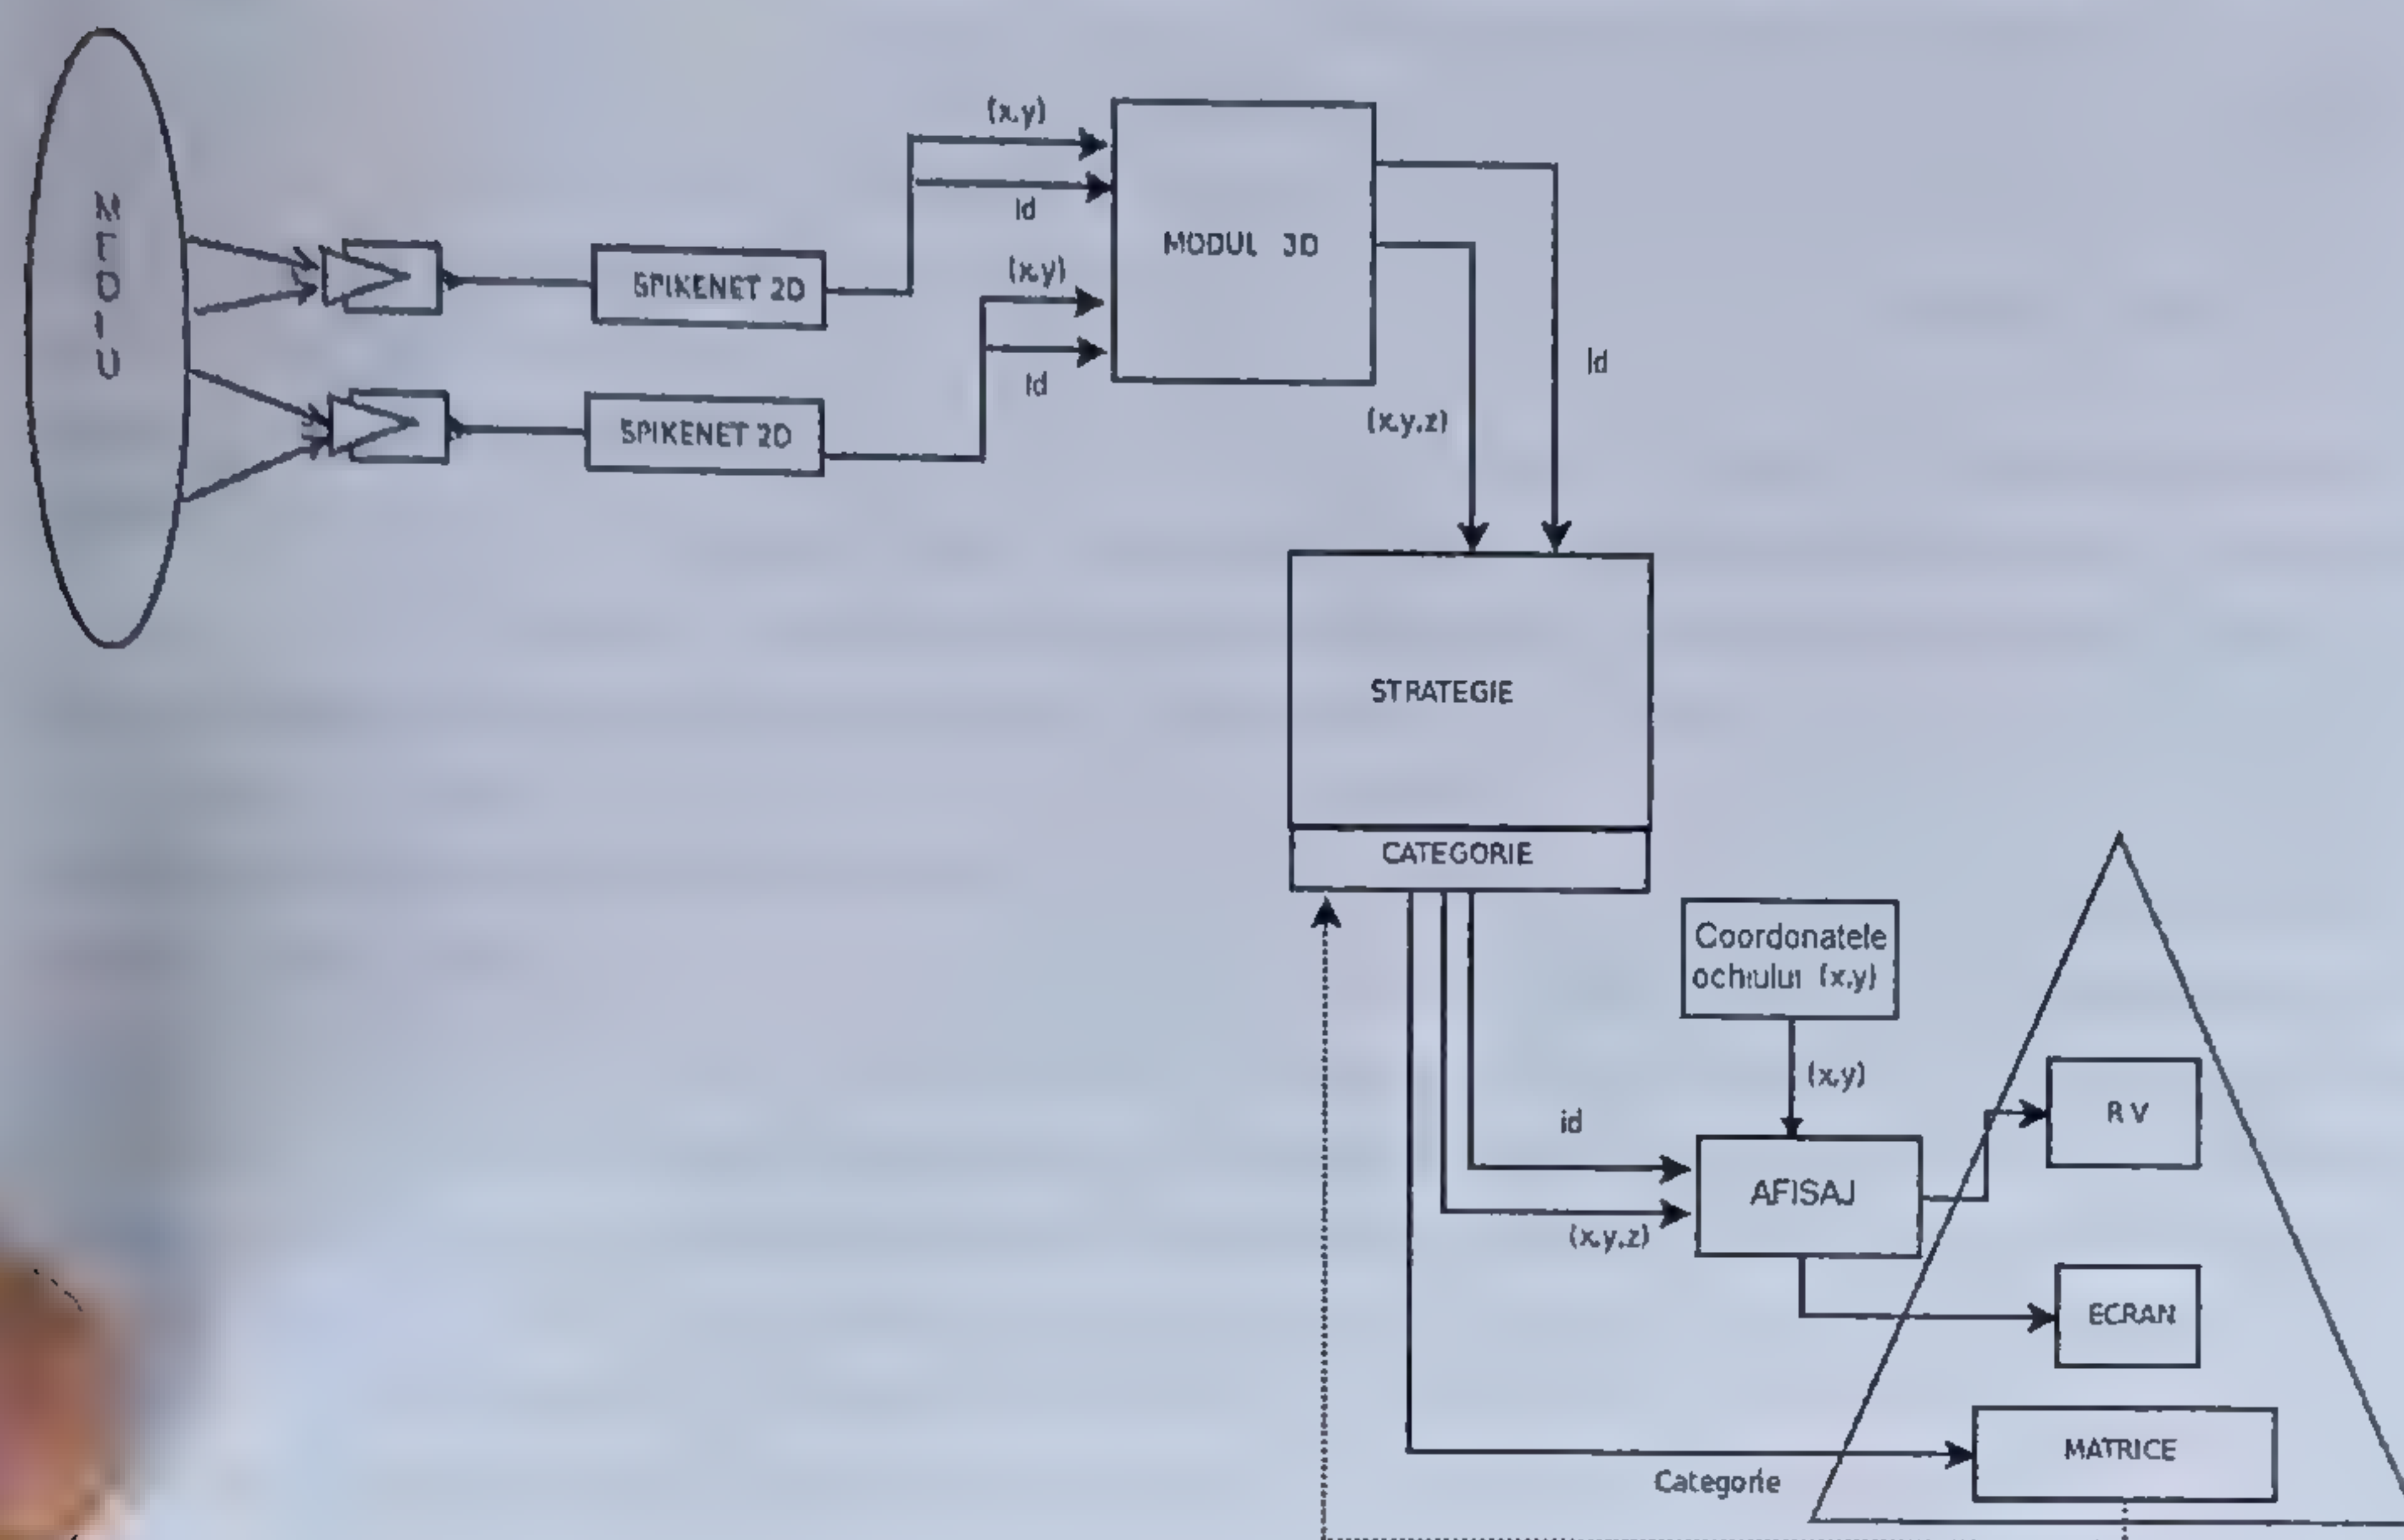 MEDIU
(x,y)
Id
(x,y)
Id
SPIKENET 2D
SPIKENET 2D
MODUL 3D
Id
(x,y,z)
STRATEGIE
CATEGORIE
Coordonatele
ochiului (x,y)
(x,y)
id
(x,y,z)
AFISAJ
R V
ECRAN
MATRICE
Categorie